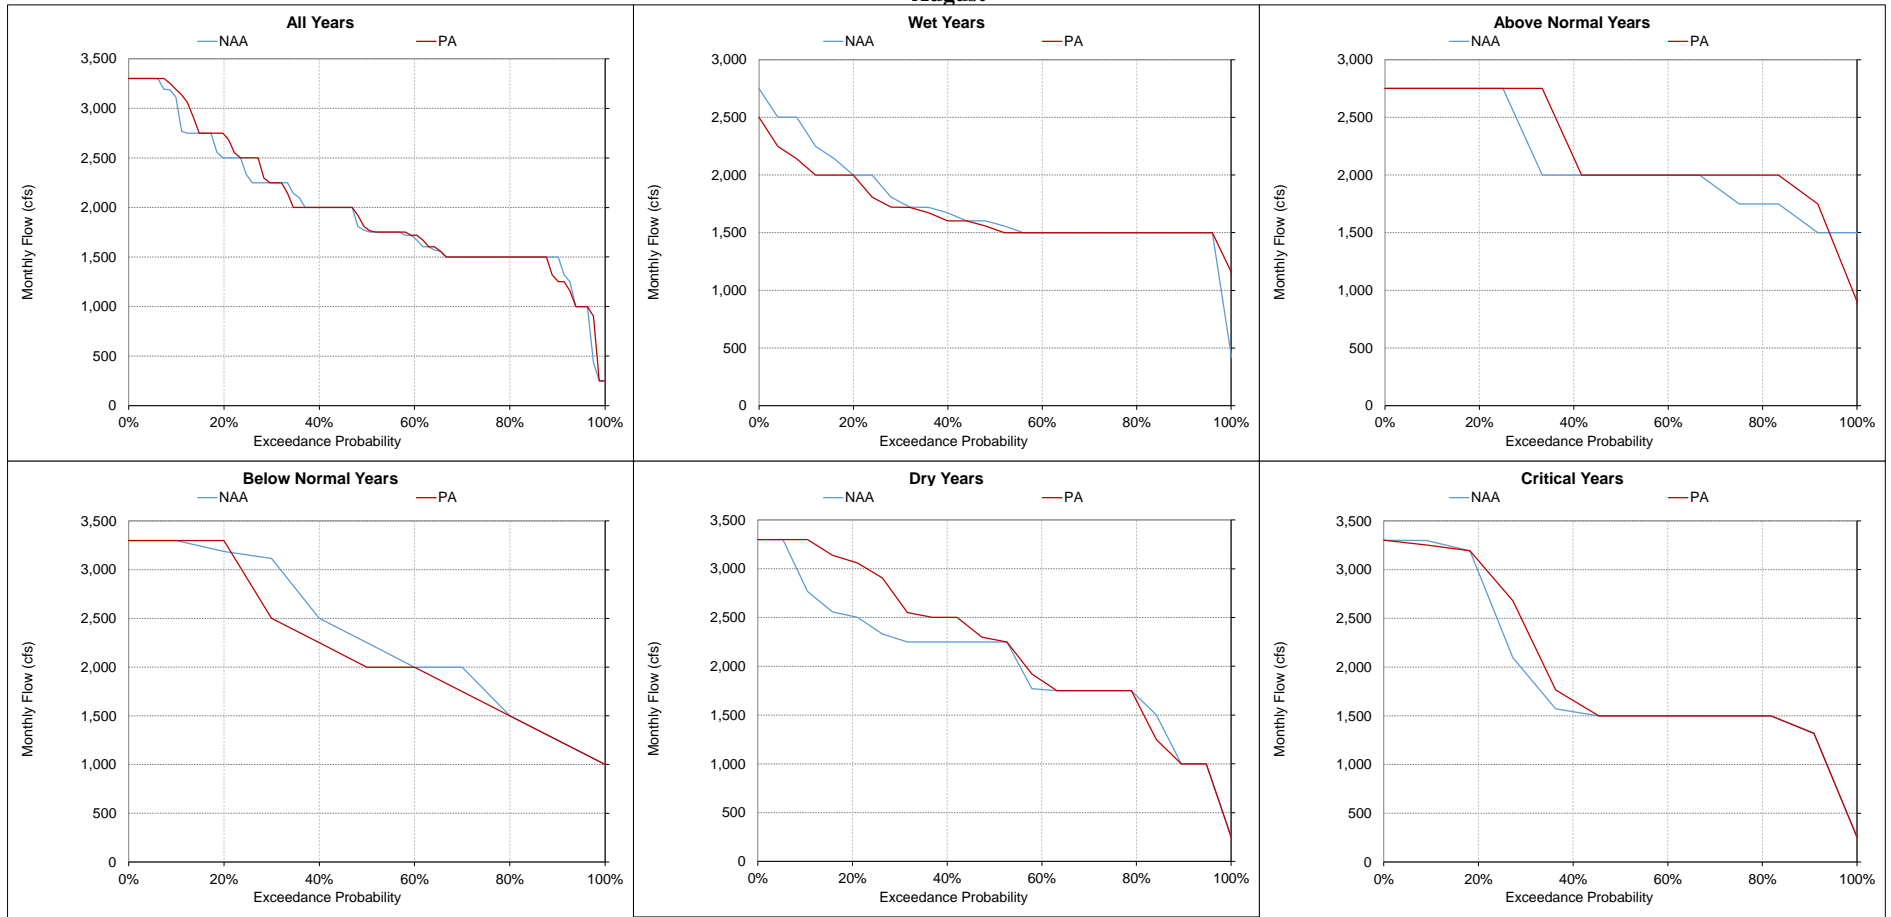 August
All Years
NAA PA
3,500
3,000
2,500
2,000
1,500
1,000
500
0
Monthly Flow (cfs)
0% 20% 40% 60% 80% 100%
Exceedance Probability
Wet Years
NAA PA
3,000
2,500
2,000
1,500
1,000
500
0
Monthly Flow (cfs)
0% 20% 40% 60% 80% 100%
Exceedance Probability
Above Normal Years
NAA PA
3,000
2,500
2,000
1,500
1,000
500
0
Monthly Flow (cfs)
0% 20% 40% 60% 80% 100%
Exceedance Probability
Below Normal Years
NAA PA
3,500
3,000
2,500
2,000
1,500
1,000
500
0
Monthly Flow (cfs)
0% 20% 40% 60% 80% 100%
Exceedance Probability
Dry Years
NAA PA
3,500
3,000
2,500
2,000
1,500
1,000
500
0
Monthly Flow (cfs)
0% 20% 40% 60% 80% 100%
Exceedance Probability
Critical Years
NAA PA
3,500
3,000
2,500
2,000
1,500
1,000
500
0
Monthly Flow (cfs)
0% 20% 40% 60% 80% 100%
Exceedance Probability